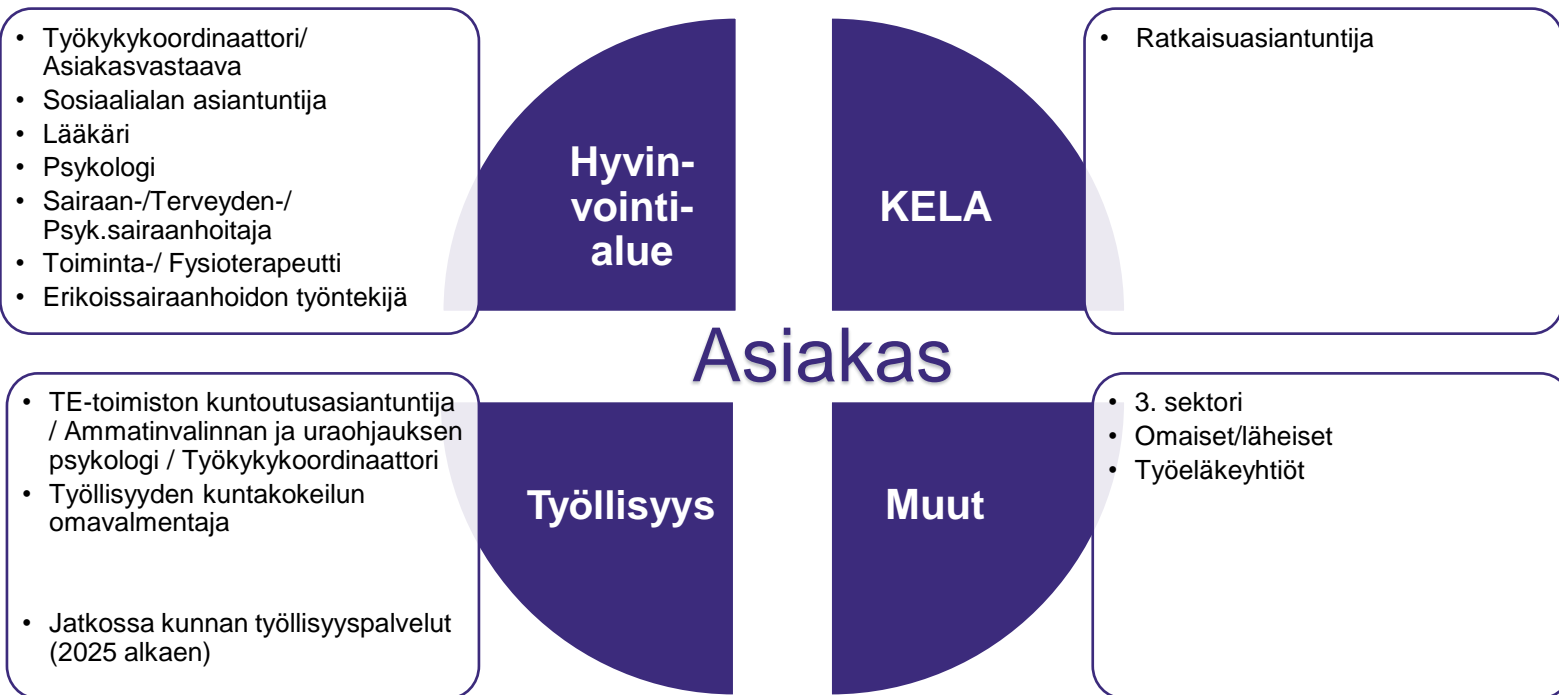 • Työkykykoordinaattori/
Asiakasvastaava
• Sosiaalialan asiantuntija
• Lääkäri
• Psykologi
• Sairaan-/Terveyden-/
Psyk.sairaanhoitaja
• Toiminta-/ Fysioterapeutti
• Erikoissairaanhoidon työntekijä
Hyvin-
vointi-
alue
KELA
• Ratkaisuasiantuntija
Asiakas
• TE-toimiston kuntoutusasiantuntija
/ Ammatinvalinnan ja uraohjauksen
psykologi / Työkykykoordinaattori
• Työllisyyden kuntakokeilun
omavalmentaja
• Jatkossa kunnan työllisyyspalvelut
(2025 alkaen)
Työllisyys
Muut
• 3. sektori
• Omaiset/läheiset
• Työeläkeyhtiöt